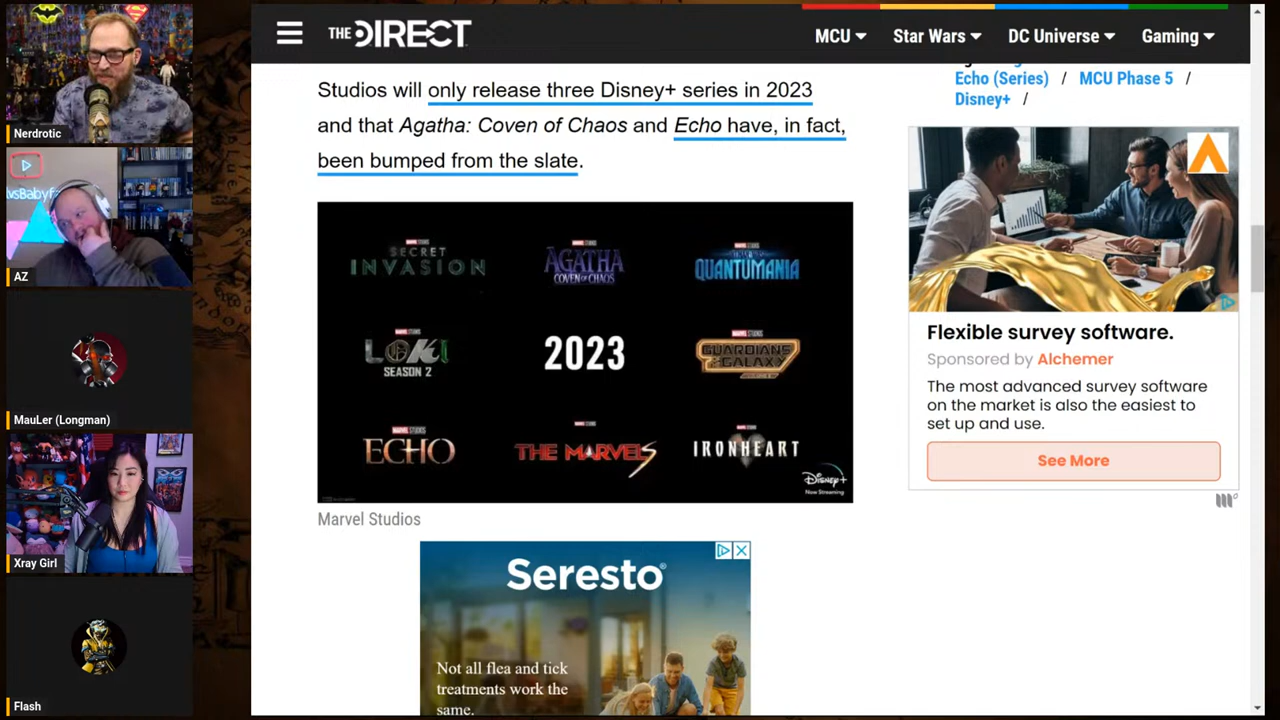 THE DIRECT
MCU
Star Wars
DC Universe
Gaming
Studios will only release three Disney+ series in 2023
and that Agatha: Coven of Chaos and Echo have, in fact,
been bumped from the slate.
Echo (Series) / MCU Phase 5 /
Disney+ /
MARVEL STUDIOS
SECRET
INVASION
AGATHA
COVEN OF CHAOS
QUANTUMANIA
LOKI
SEASON 2
2023
GUARDIANS
GALAXY
ECHO
THE MARVELS
IRONHEART
Disney+
Now Streaming
Marvel Studios
Flexible survey software.
Sponsored by Alchemer
The most advanced survey software
on the market is also the easiest to
set up and use.
See More
Seresto®
Not all flea and tick
treatments work the
same.
Nerdrotic
vsBabyfa
AZ
MauLer (Longman)
Xray Girl
Flash